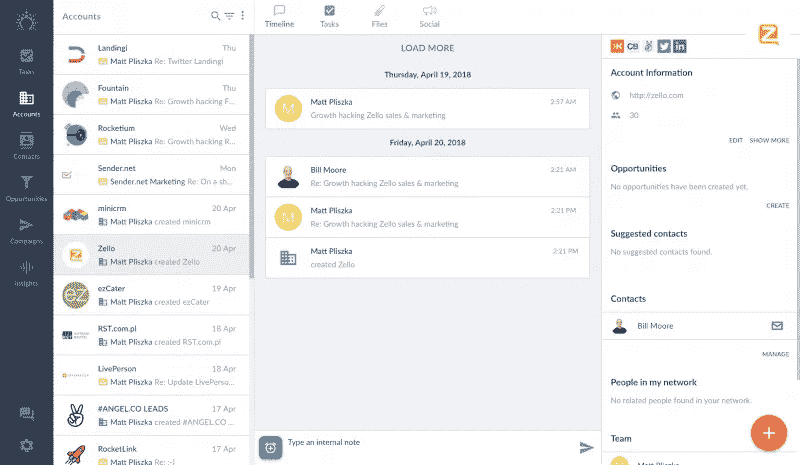 Tasks
Accounts
Contacts
Opportunities
Campaigns
Insights
Accounts
Landingi Thu
Matt Pliszka Re: Twitter Landingi
Fountain Thu
Matt Pliszka Re: Growth hacking F...
Rocketium Wed
Matt Pliszka Re: Growth hacking R...
Sender.net Mon
Sender.net Marketing Re: On a sh...
minicrm 20 Apr
Matt Pliszka created minicrm
Zello 20 Apr
Matt Pliszka created Zello
ezCater 19 Apr
Matt Pliszka created ezCater
RST.com.pl 18 Apr
Matt Pliszka created RST.com.pl
LivePerson 18 Apr
Matt Pliszka Re: Update LivePerso...
#ANGEL.CO LEADS 17 Apr
Matt Pliszka created #ANGEL.CO L...
RocketLink 17 Apr
Matt Pliszka Re: :-)
Timeline
Tasks
Files
Social
LOAD MORE
Thursday, April 19, 2018
M
Matt Pliszka 2:57 AM
Growth hacking Zello sales & marketing
Friday, April 20, 2018
Bill Moore 2:21 AM
Re: Growth hacking Zello sales & marketing
M
Matt Pliszka 2:21 PM
Re: Growth hacking Zello sales & marketing
Matt Pliszka 2:21 PM
created Zello
Type an internal note
CB
in
Account Information
http://zello.com
30
EDIT SHOW MORE
Opportunities
No opportunities have been created yet.
CREATE
Suggested contacts
No suggested contacts found.
Contacts
Bill Moore
MANAGE
People in my network
No related people found in your network.
Team
Matt Pliszka